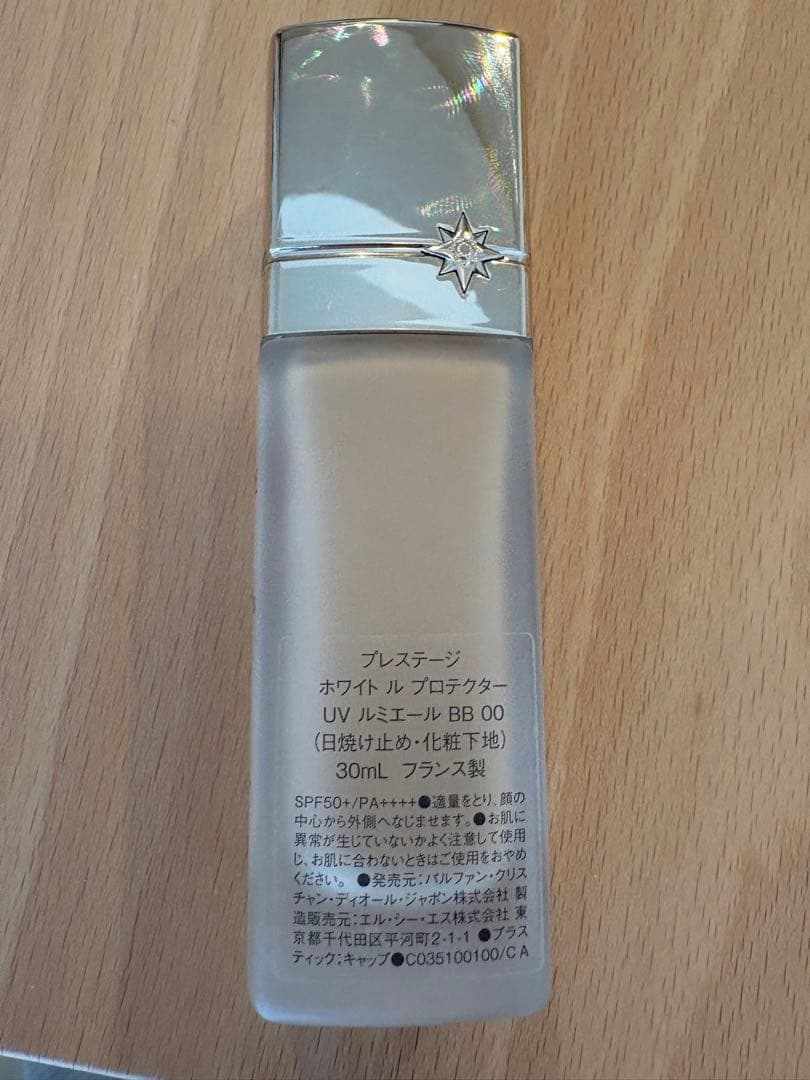 プレステージ
ホワイト ル プロテクター
UV ルミエール BB 00
(日焼け止め・化粧下地)
30mL フランス製
SPF50+/PA++++●適量をとり、顔の
中心から外側へなじませます。●お肌に
異常が生じていないかよく注意して使用
し、お肌に合わないときはご使用をおやめ
ください。 ●発売元:パルファン・クリス
チャン・ディオール・ジャポン株式会社 製
造販売元:エル・シー・エス株式会社 東
京都千代田区平河町2-1-1 ●プラス
ティック:キャップ●C035100100/C A